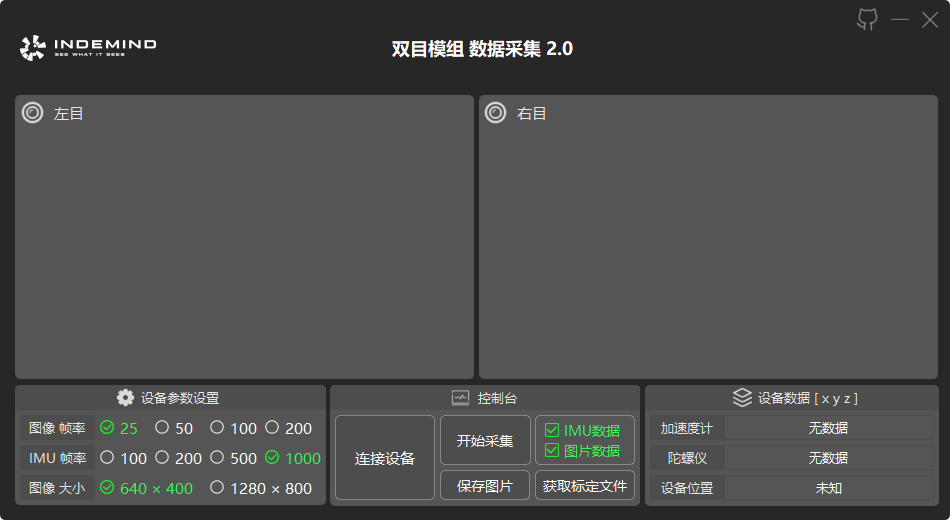 INDEMIND
SEE WHAT IT SEES
双目模组 数据采集 2.0
左目
右目
设备参数设置
图像 帧率 25 50 100 200
IMU 帧率 100 200 500 1000
图像 大小 640 × 400 1280 × 800
控制台
连接设备
开始采集
IMU数据
图片数据
保存图片
获取标定文件
设备数据 [ x y z ]
加速度计 无数据
陀螺仪 无数据
设备位置 未知